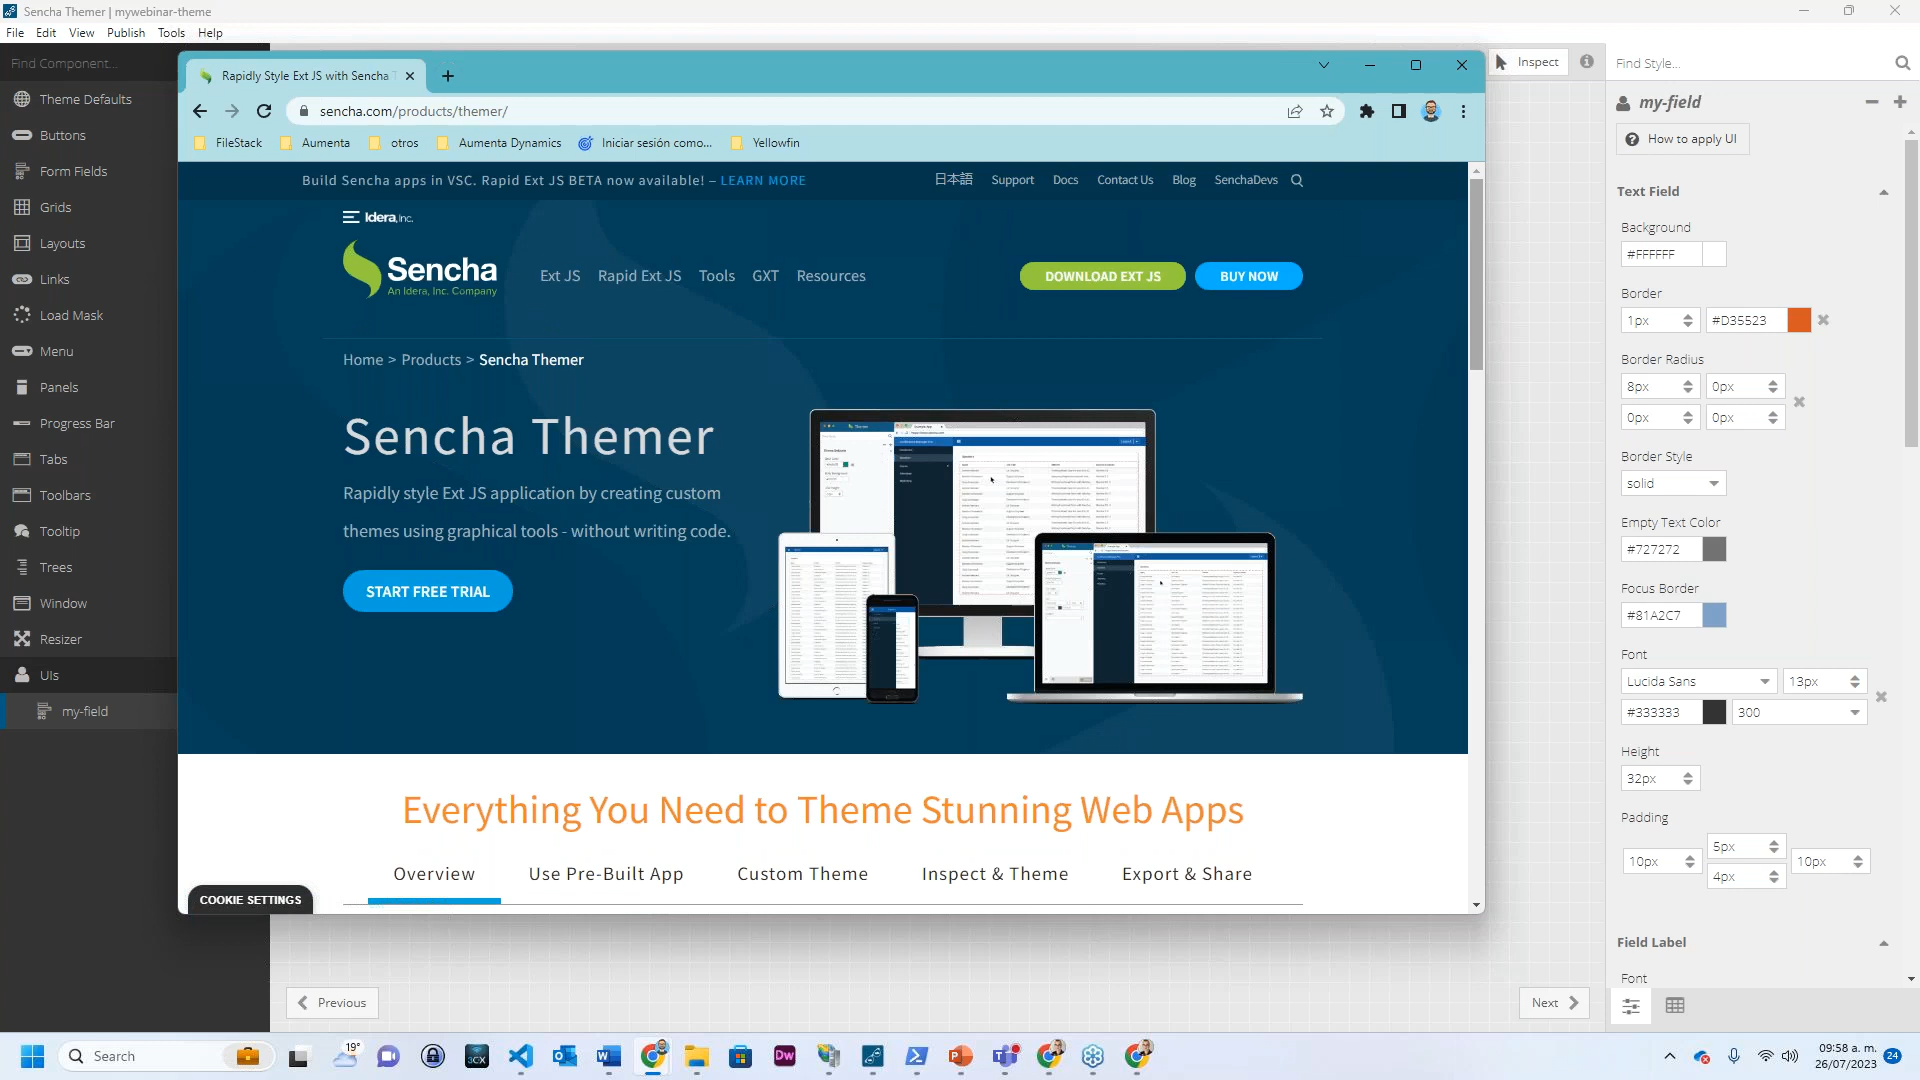 Sencha Themer | mywebinar-theme
File Edit View Publish Tools Help
Find Component...
Theme Defaults
Buttons
Form Fields
Grids
Layouts
Links
Load Mask
Menu
Panels
Progress Bar
Tabs
Toolbars
Tooltip
Trees
Window
Resizer
UIs
my-field
Rapidly Style Ext JS with Sencha T
sencha.com/products/themer/
FileStack Aumenta otros Aumenta Dynamics Iniciar sesión como... Yellowfin
Build Sencha apps in VSC. Rapid Ext JS BETA now available! – LEARN MORE
日本語 Support Docs Contact Us Blog SenchaDevs
Idera, Inc.
Sencha
An Idera, Inc. Company
Ext JS Rapid Ext JS Tools GXT Resources
DOWNLOAD EXT JS BUY NOW
Home > Products > Sencha Themer
Sencha Themer
Rapidly style Ext JS application by creating custom
themes using graphical tools - without writing code.
START FREE TRIAL
Everything You Need to Theme Stunning Web Apps
Overview Use Pre-Built App Custom Theme Inspect & Theme Export & Share
COOKIE SETTINGS
Previous
Next
Inspect
Find Style...
my-field
How to apply UI
Text Field
Background
#FFFFFF
Border
1px #D35523
Border Radius
8px 0px
0px 0px
Border Style
solid
Empty Text Color
#727272
Focus Border
#81A2C7
Font
Lucida Sans 13px
#333333 300
Height
32px
Padding
5px
10px 10px
4px
Field Label
Font
Search
19°
3CX
Dw
09:58 a. m.
26/07/2023
24